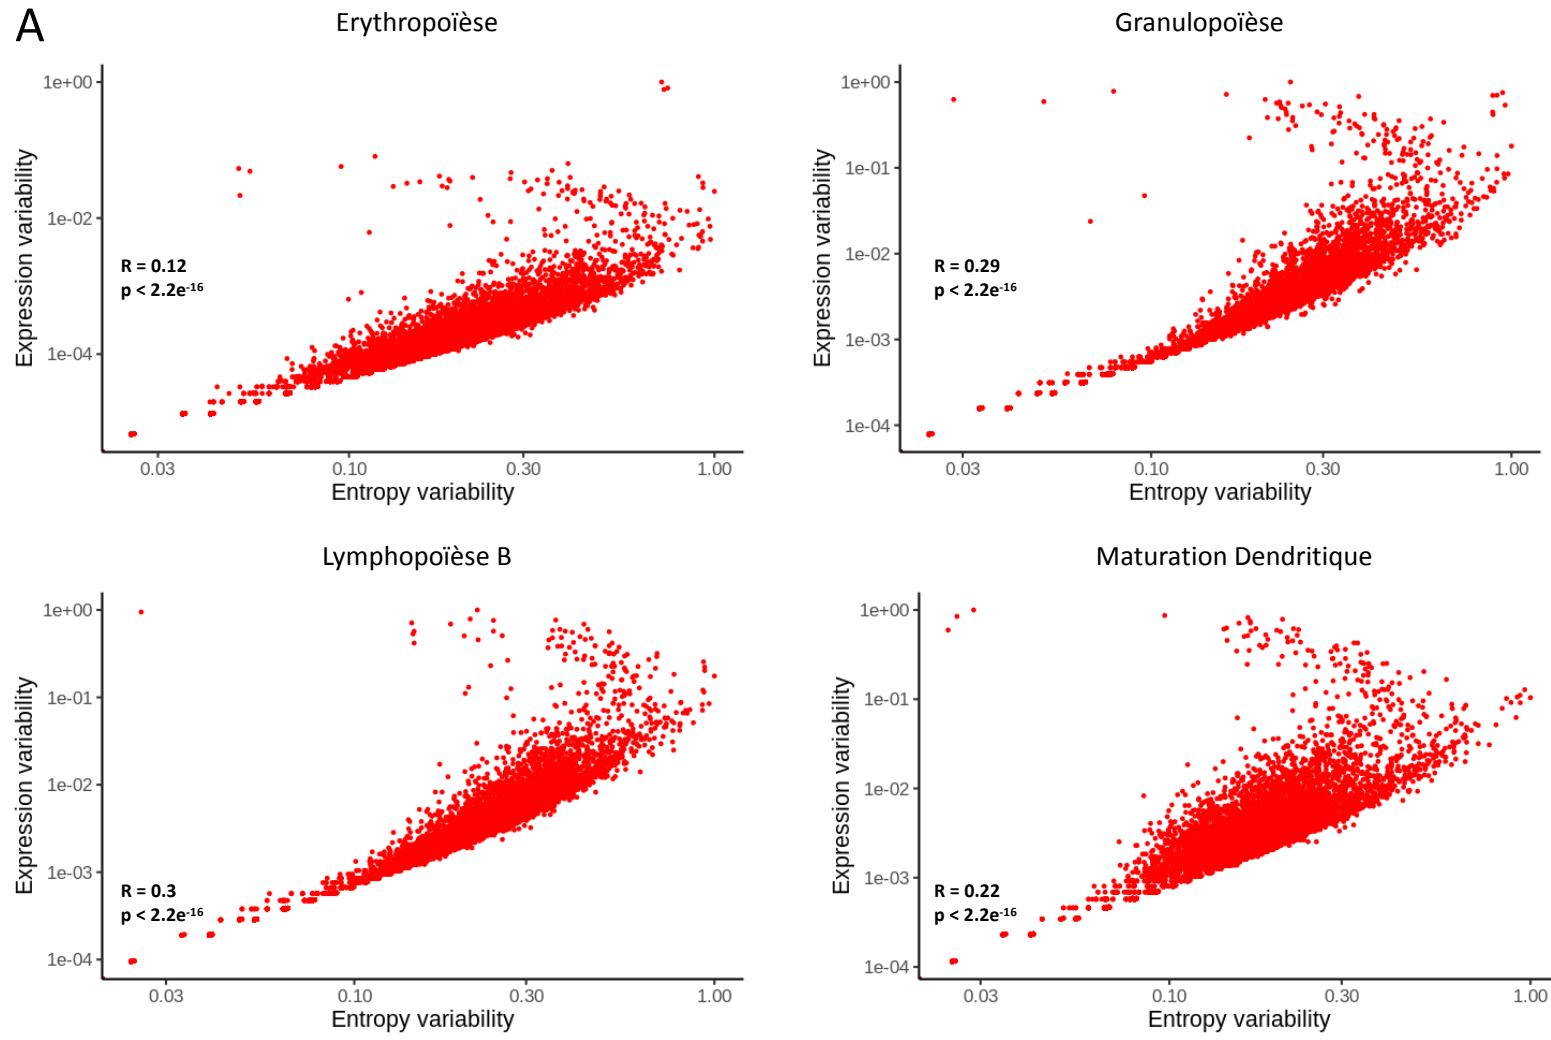 A
Erythropoïèse
Expression variability
1e+00
1e-02
1e-04
R = 0.12
p < 2.2e-16
0.03 0.10 0.30 1.00
Entropy variability
Granulopoïèse
Expression variability
1e+00
1e-01
1e-02
1e-03
1e-04
R = 0.29
p < 2.2e-16
0.03 0.10 0.30 1.00
Entropy variability
Lymphopoïèse B
Expression variability
1e+00
1e-01
1e-02
1e-03
1e-04
R = 0.3
p < 2.2e-16
0.03 0.10 0.30 1.00
Entropy variability
Maturation Dendritique
Expression variability
1e+00
1e-01
1e-02
1e-03
1e-04
R = 0.22
p < 2.2e-16
0.03 0.10 0.30 1.00
Entropy variability